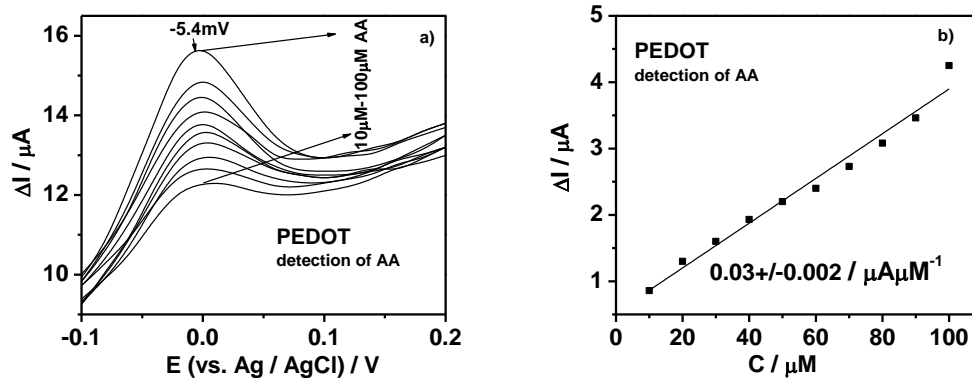 -5.4mV
a)
10μM-100μM AA
16
14
12
10
ΔI / μA
PEDOT
detection of AA
-0.1
0.0
0.1
0.2
E (vs. Ag / AgCl) / V
b)
PEDOT
detection of AA
5
4
3
2
1
ΔI / μA
0.03+/-0.002 / μAμM⁻¹
0
20
40
60
80
100
C / μM